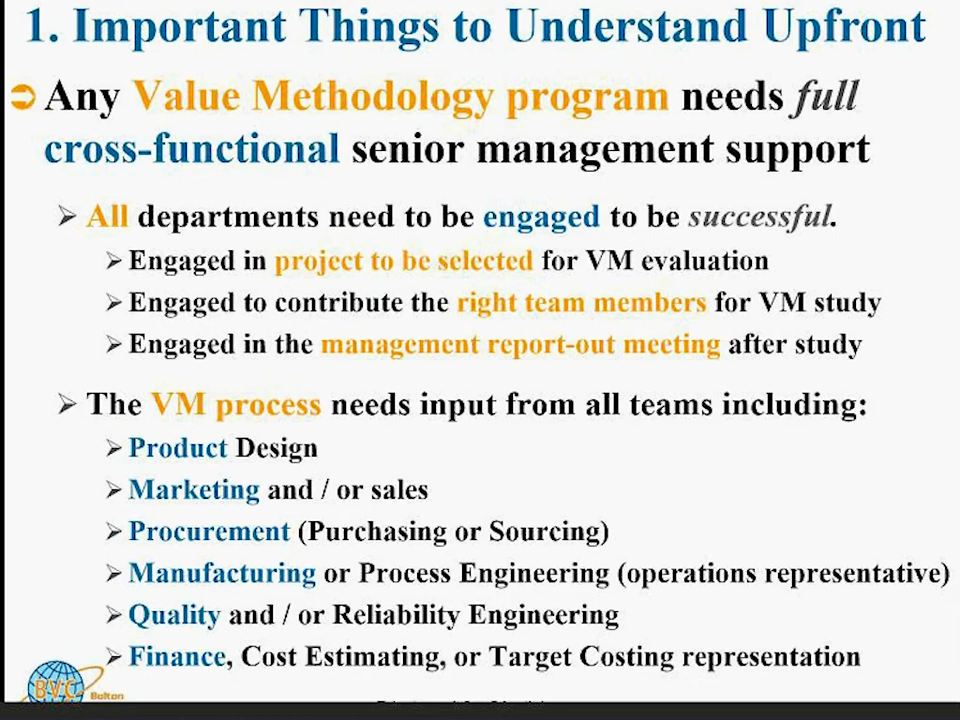 1. Important Things to Understand Upfront
Any Value Methodology program needs full
cross-functional senior management support
All departments need to be engaged to be successful.
Engaged in project to be selected for VM evaluation
Engaged to contribute the right team members for VM study
Engaged in the management report-out meeting after study
The VM process needs input from all teams including:
Product Design
Marketing and / or sales
Procurement (Purchasing or Sourcing)
Manufacturing or Process Engineering (operations representative)
Quality and / or Reliability Engineering
Finance, Cost Estimating, or Target Costing representation
BVC Bolton